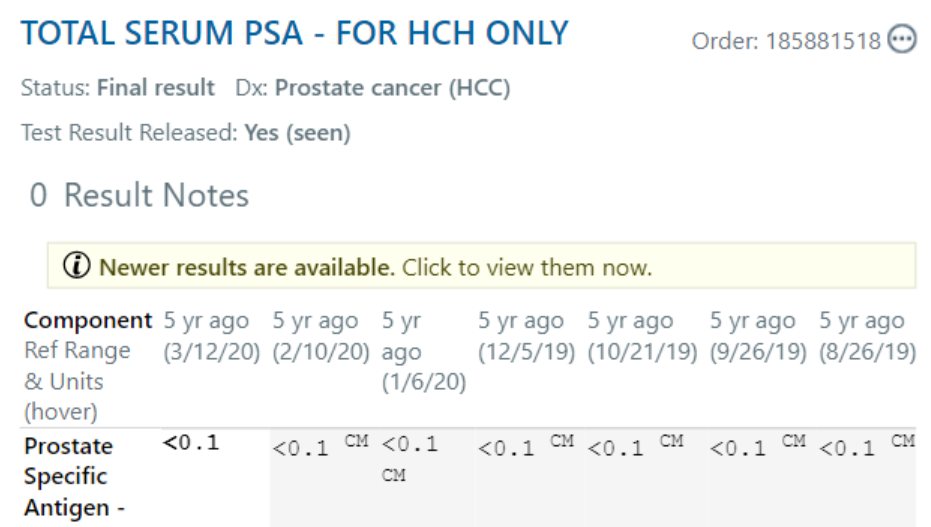 TOTAL SERUM PSA - FOR HCH ONLY
Order: 185881518
Status: Final result Dx: Prostate cancer (HCC)
Test Result Released: Yes (seen)
0 Result Notes
Newer results are available. Click to view them now.
Component 5 yr ago 5 yr ago 5 yr 5 yr ago 5 yr ago 5 yr ago 5 yr ago
Ref Range (3/12/20) (2/10/20) ago (12/5/19) (10/21/19) (9/26/19) (8/26/19)
& Units (1/6/20)
(hover)
Prostate <0.1 <0.1 CM <0.1 <0.1 CM <0.1 CM <0.1 CM <0.1 CM
Specific CM
Antigen -